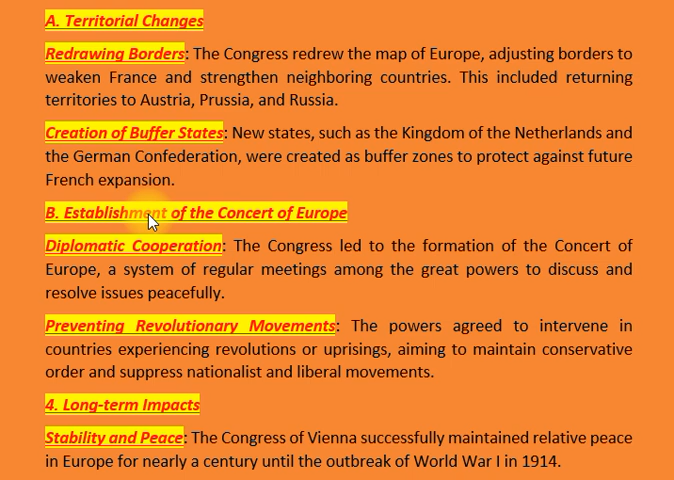 A. Territorial Changes
Redrawing Borders: The Congress redrew the map of Europe, adjusting borders to
weaken France and strengthen neighboring countries. This included returning
territories to Austria, Prussia, and Russia.
Creation of Buffer States: New states, such as the Kingdom of the Netherlands and
the German Confederation, were created as buffer zones to protect against future
French expansion.
B. Establishment of the Concert of Europe
Diplomatic Cooperation: The Congress led to the formation of the Concert of
Europe, a system of regular meetings among the great powers to discuss and
resolve issues peacefully.
Preventing Revolutionary Movements: The powers agreed to intervene in
countries experiencing revolutions or uprisings, aiming to maintain conservative
order and suppress nationalist and liberal movements.
4. Long-term Impacts
Stability and Peace: The Congress of Vienna successfully maintained relative peace
in Europe for nearly a century until the outbreak of World War I in 1914.